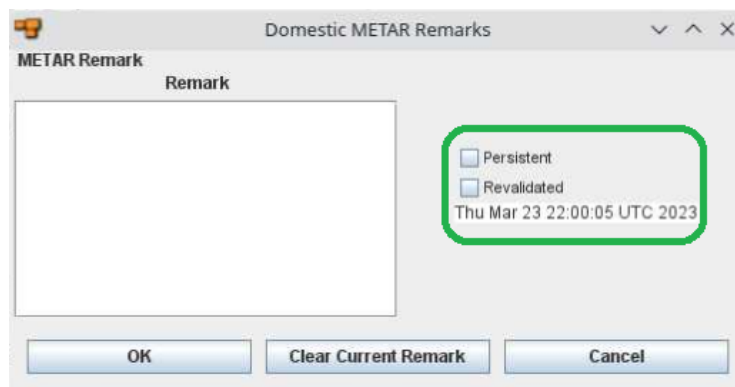 Domestic METAR Remarks
METAR Remark
Remark
Persistent
Revalidated
Thu Mar 23 22:00:05 UTC 2023
OK
Clear Current Remark
Cancel